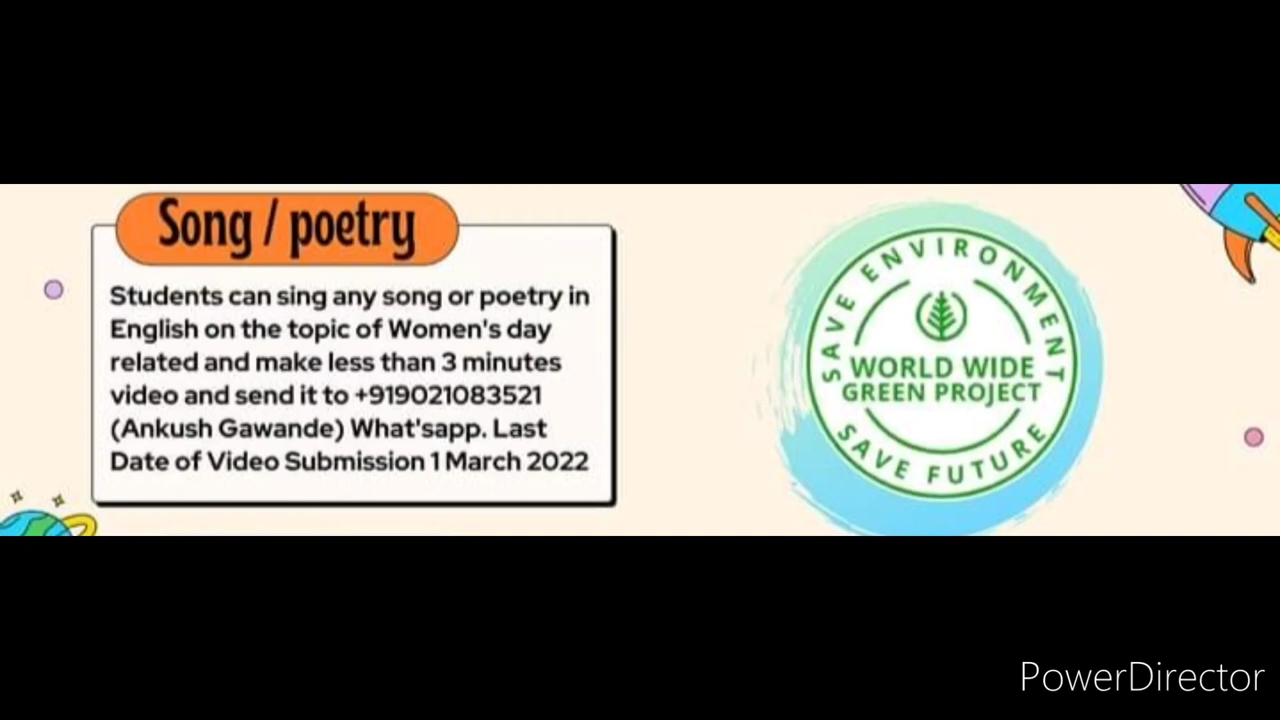 Song / poetry
Students can sing any song or poetry in
English on the topic of Women's day
related and make less than 3 minutes
video and send it to +919021083521
(Ankush Gawande) What'sapp. Last
Date of Video Submission 1 March 2022
SAVE ENVIRONMENT
WORLD WIDE
GREEN PROJECT
SAVE FUTURE
PowerDirector